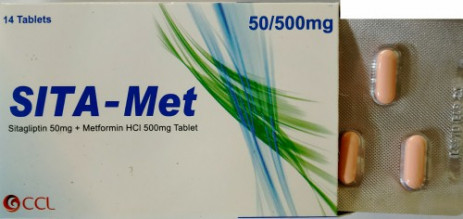 14 Tablets
50/500mg
SITA-Met
Sitagliptin 50mg + Metformin HCl 500mg Tablet
CCL